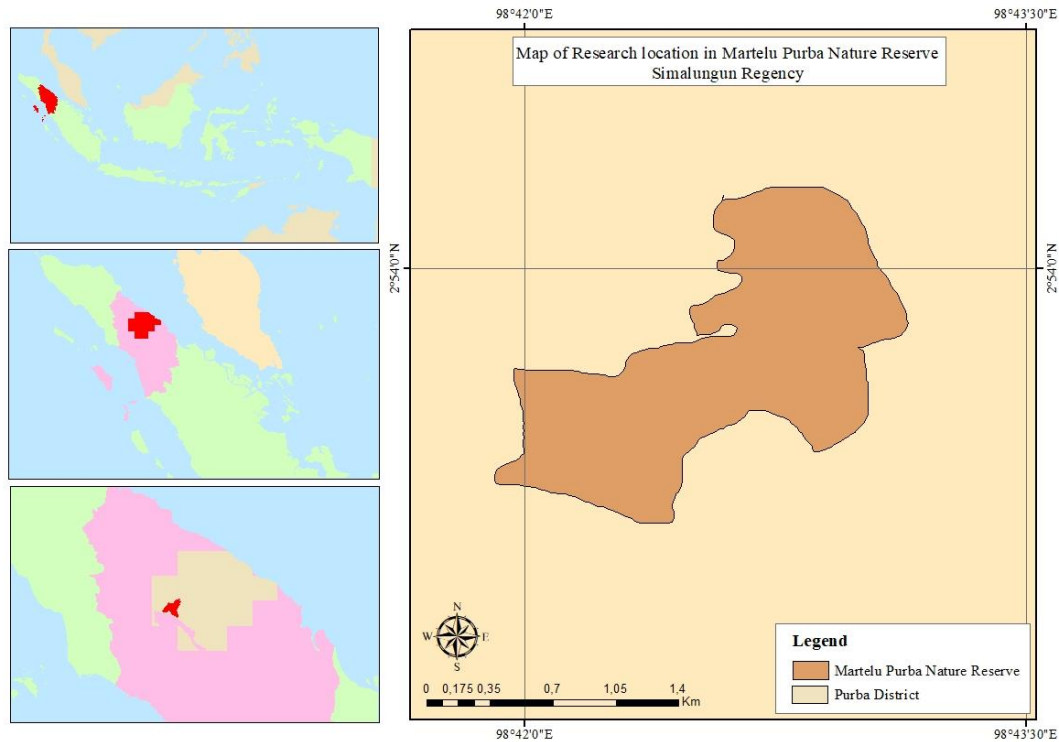 98°42'0"E
98°43'30"E
Map of Research location in Martelu Purba Nature Reserve
Simalungun Regency
2°54'0"N
2°54'0"N
N
W
E
S
Legend
Martelu Purba Nature Reserve
Purba District
0 0,175 0,35 0,7 1,05 1,4
Km
98°42'0"E
98°43'30"E